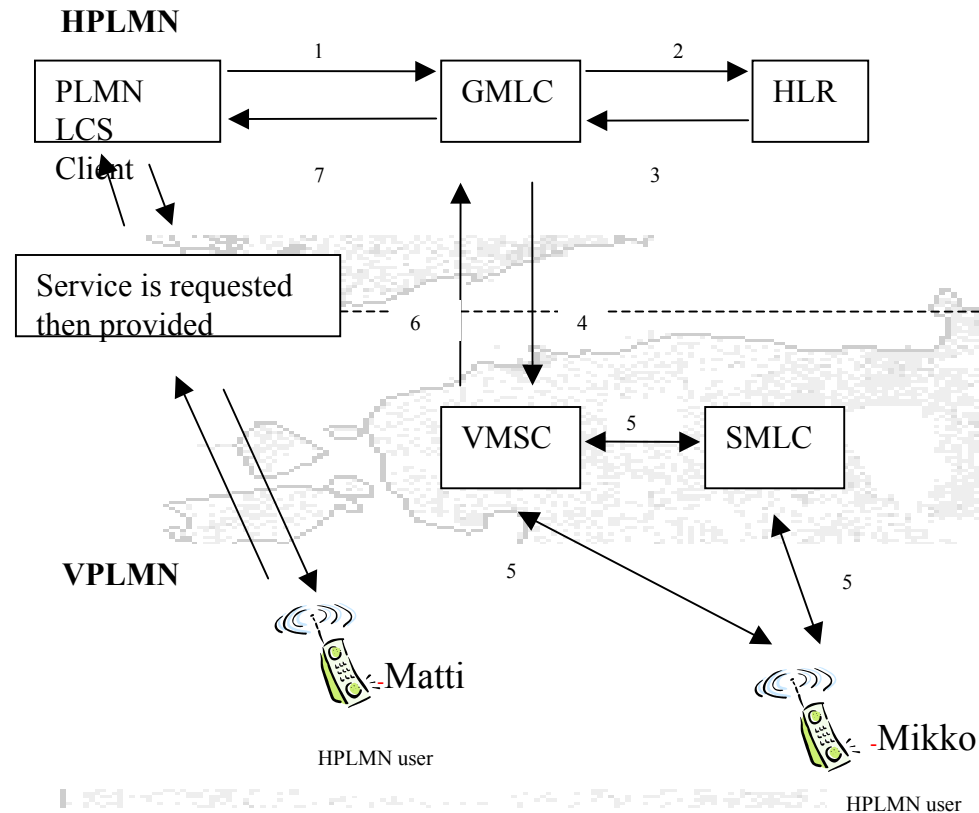 HPLMN
1
2
PLMN
LCS
Client
GMLC
HLR
7
3
Service is requested
then provided
6
4
VMSC
5
SMLC
VPLMN
5
5
-Matti
-Mikko
HPLMN user
HPLMN user